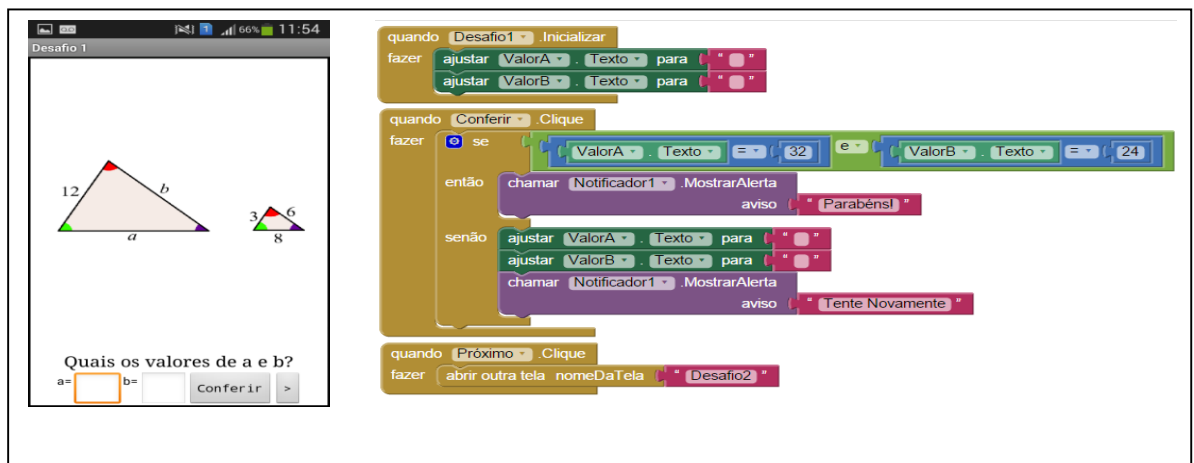 66% 11:54
Desafio 1
12
b
a
3
6
8
Quais os valores de a e b?
a=
b=
Conferir
>
quando Desafio1 .Inicializar
fazer ajustar ValorA . Texto para " "
ajustar ValorB . Texto para " "
quando Conferir .Clique
fazer se ValorA . Texto = 32 e ValorB . Texto = 24
então chamar Notificador1 .MostrarAlerta
aviso " Parabéns! "
senão ajustar ValorA . Texto para " "
ajustar ValorB . Texto para " "
chamar Notificador1 .MostrarAlerta
aviso " Tente Novamente "
quando Próximo .Clique
fazer abrir outra tela nomeDaTela " Desafio2 "